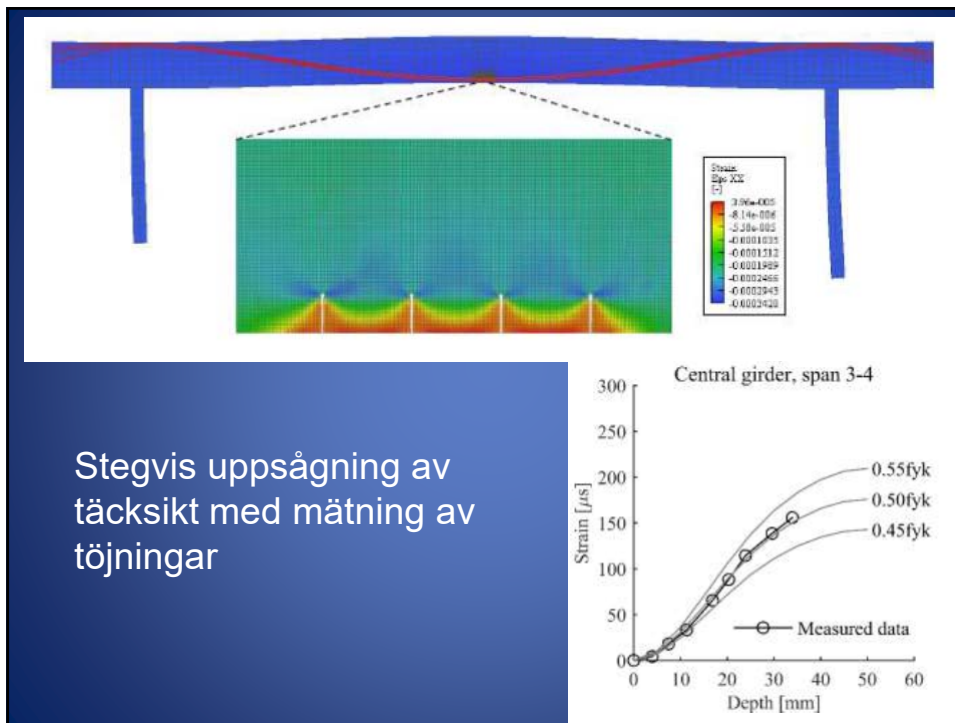 Strain
Eps XX
[-]
3.96e-005
-8.14e-006
-5.58e-005
-0.0001035
-0.0001512
-0.0001989
-0.0002466
-0.0002943
-0.0003420
Stegvis uppsågning av
täcksikt med mätning av
töjningar
Central girder, span 3-4
Strain [µs]
300
250
200
150
100
50
0
0.55fyk
0.50fyk
0.45fyk
Measured data
0 10 20 30 40 50 60
Depth [mm]